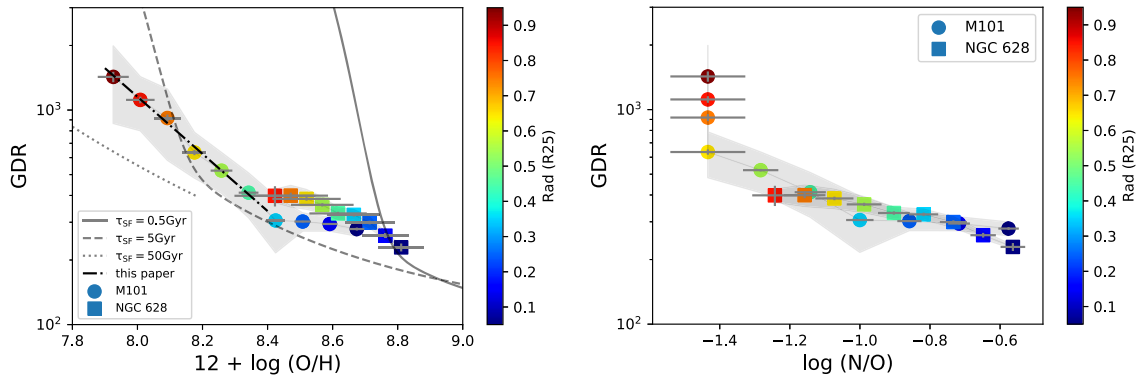 10³
10²
GDR
7.8 8.0 8.2 8.4 8.6 8.8 9.0
12 + log (O/H)
τSF = 0.5Gyr
τSF = 5Gyr
τSF = 50Gyr
this paper
M101
NGC 628
0.9
0.8
0.7
0.6
0.5
0.4
0.3
0.2
0.1
Rad (R25)
10³
10²
GDR
−1.4 −1.2 −1.0 −0.8 −0.6
log (N/O)
M101
NGC 628
0.9
0.8
0.7
0.6
0.5
0.4
0.3
0.2
0.1
Rad (R25)